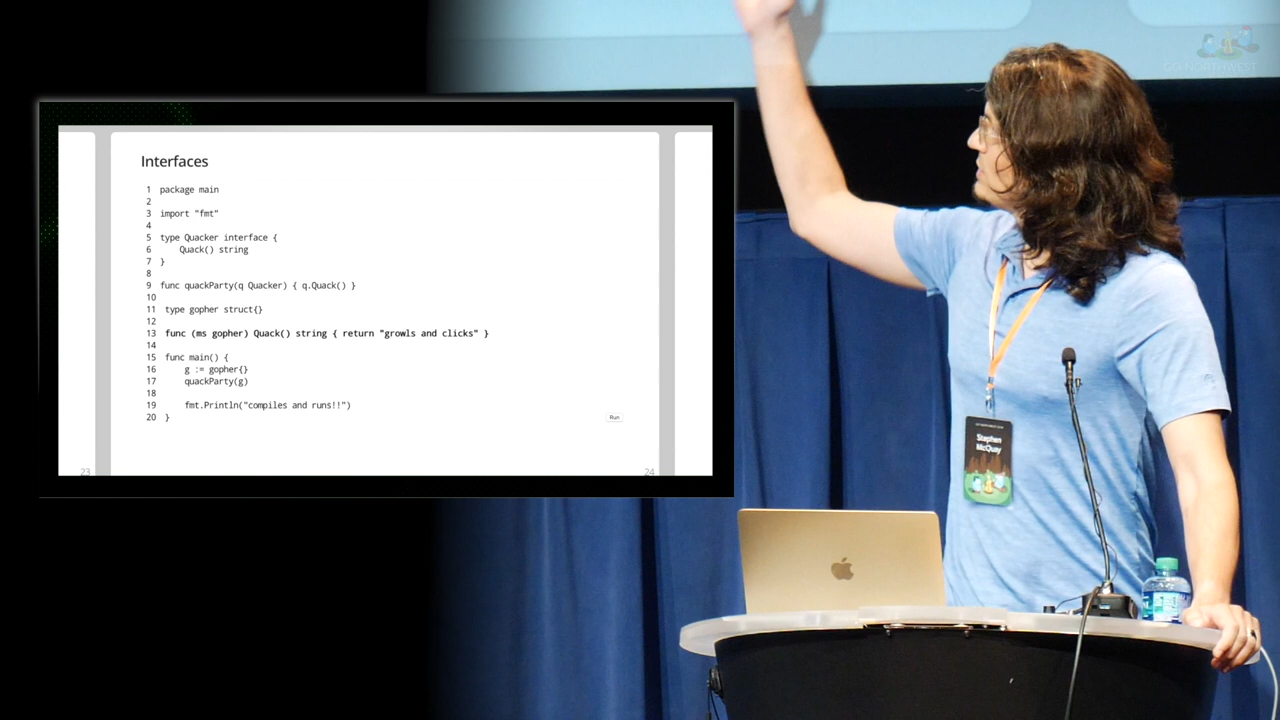 GO NORTHWEST
Interfaces
1 package main
2
3 import "fmt"
4
5 type Quacker interface {
6     Quack() string
7 }
8
9 func quackParty(q Quacker) { q.Quack() }
10
11 type gopher struct{}
12
13 func (ms gopher) Quack() string { return "growls and clicks" }
14
15 func main() {
16     g := gopher{}
17     quackParty(g)
18
19     fmt.Println("compiles and runs!!")
20 }
Run
23
24
Stephen
McQuay